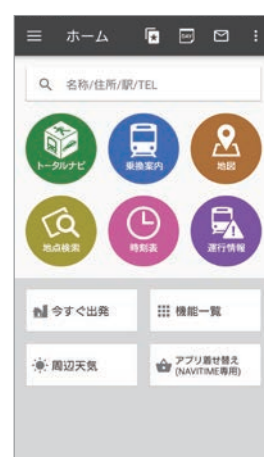 ホーム
DAY
名称/住所/駅/TEL
トータルナビ
乗換案内
地図
地点検索
時刻表
運行情報
今すぐ出発
機能一覧
周辺天気
アプリ着せ替え
(NAVITIME専用)